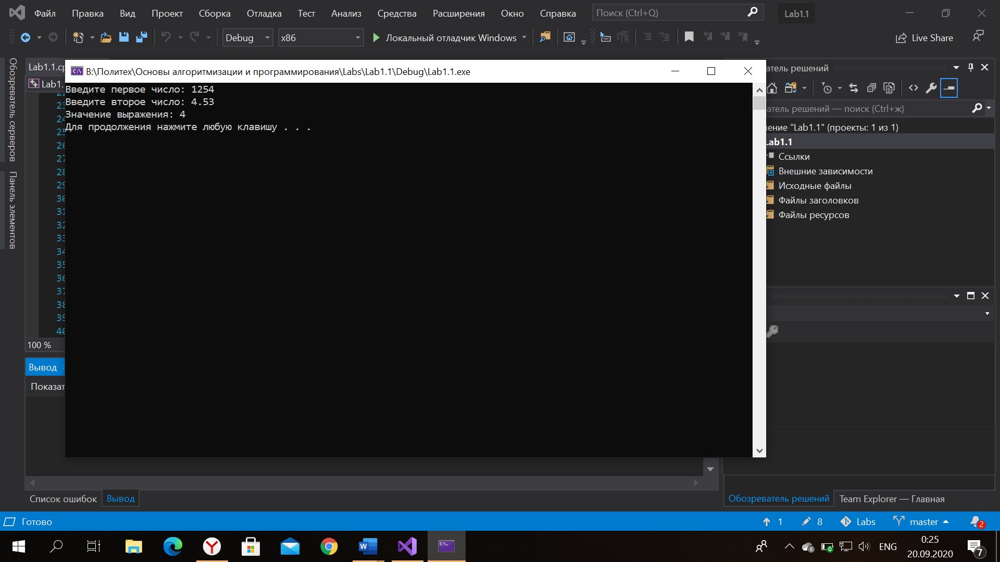 Файл Правка Вид Проект Сборка Отладка Тест Анализ Средства Расширения Окно Справка Поиск (Ctrl+Q) Lab1.1
Debug x86 Локальный отладчик Windows Live Share
Обозреватель серверов
Панель элементов
Lab1.1.cp
Lab1.
B:\Политех\Основы алгоритмизации и программирования\Labs\Lab1.1\Debug\Lab1.1.exe
Введите первое число: 1254
Введите второе число: 4.53
Значение выражения: 4
Для продолжения нажмите любую клавишу . . .
23
24
25
26
27
28
29
30
31
32
33
34
35
36
37
38
39
40
100 %
Вывод
Показат
атель решений
атель решений — поиск (Ctrl+ж)
ение "Lab1.1" (проекты: 1 из 1)
Lab1.1
Ссылки
Внешние зависимости
Исходные файлы
Файлы заголовков
Файлы ресурсов
Список ошибок Вывод
Обозреватель решений Team Explorer — Главная
Готово 1 8 Labs master 2
ENG 0:25
20.09.2020 7